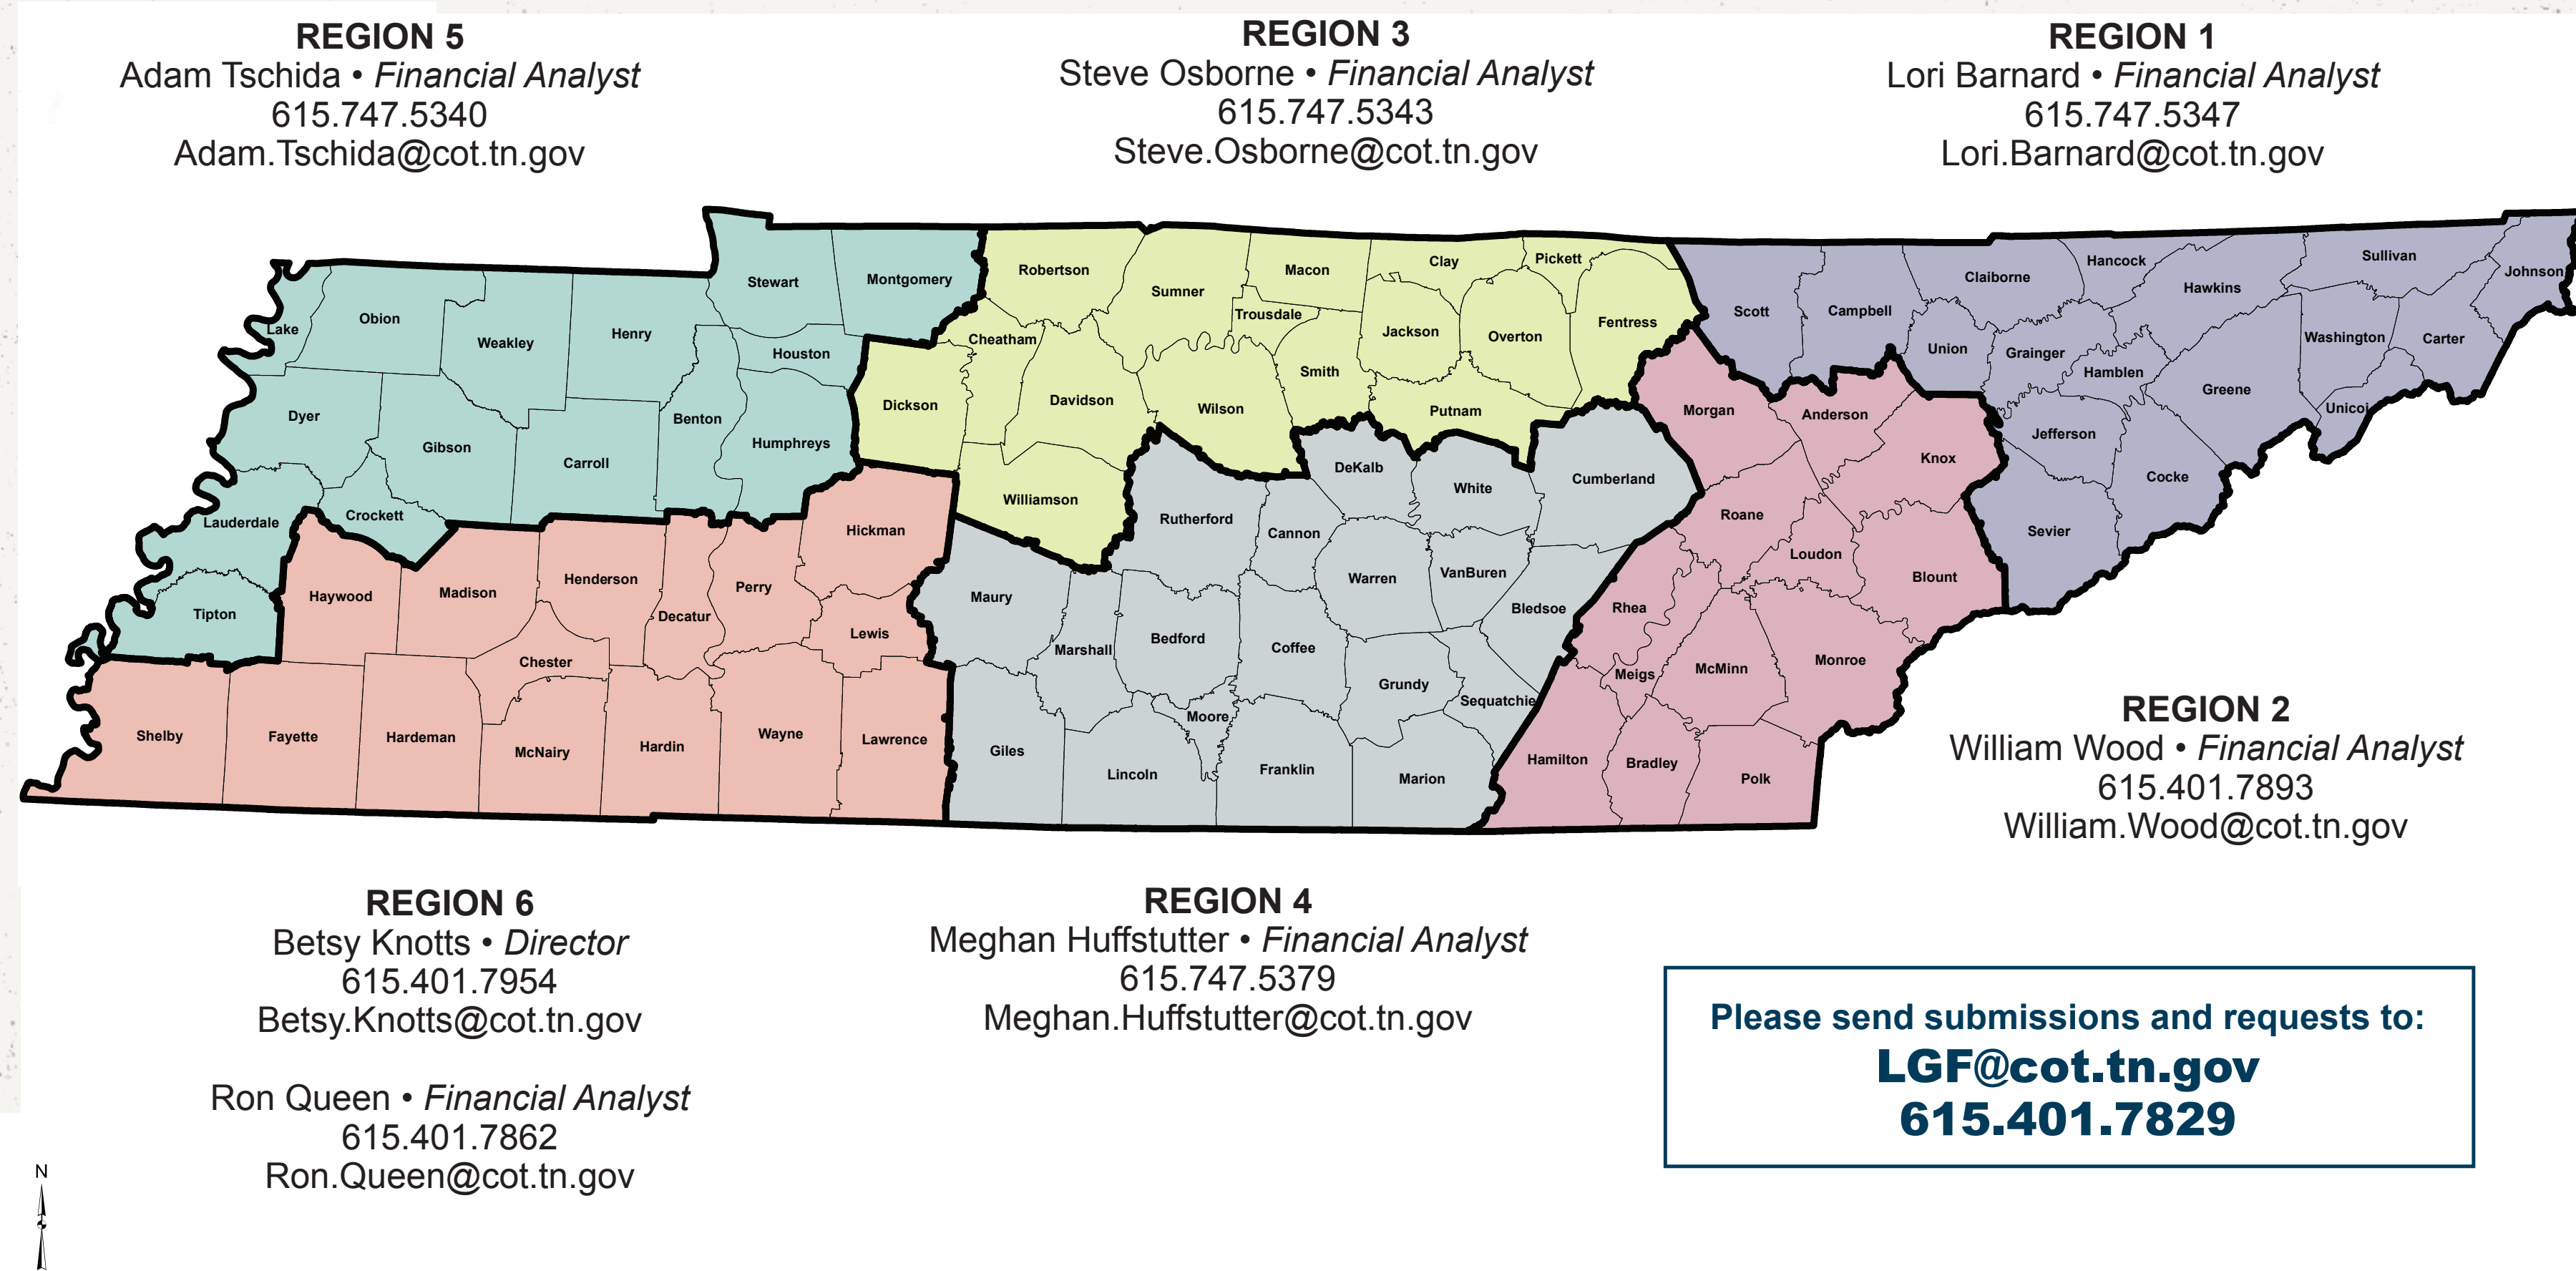 REGION 5
Adam Tschida • Financial Analyst
615.747.5340
Adam.Tschida@cot.tn.gov
REGION 3
Steve Osborne • Financial Analyst
615.747.5343
Steve.Osborne@cot.tn.gov
REGION 1
Lori Barnard • Financial Analyst
615.747.5347
Lori.Barnard@cot.tn.gov
Stewart
Montgomery
Lake
Obion
Weakley
Henry
Houston
Dyer
Gibson
Carroll
Benton
Humphreys
Lauderdale
Crockett
Tipton
Robertson
Sumner
Macon
Clay
Pickett
Trousdale
Cheatham
Jackson
Overton
Fentress
Dickson
Davidson
Wilson
Smith
Putnam
Williamson
Scott
Campbell
Claiborne
Hancock
Hawkins
Sullivan
Johnson
Union
Grainger
Hamblen
Greene
Washington
Carter
Unicoi
Jefferson
Cocke
Sevier
Morgan
Anderson
Knox
Roane
Loudon
Blount
Rhea
Meigs
McMinn
Monroe
Hamilton
Bradley
Polk
DeKalb
White
Cumberland
Rutherford
Cannon
Warren
VanBuren
Bledsoe
Maury
Marshall
Bedford
Coffee
Grundy
Sequatchie
Moore
Giles
Lincoln
Franklin
Marion
Hickman
Haywood
Madison
Henderson
Decatur
Perry
Lewis
Chester
Shelby
Fayette
Hardeman
McNairy
Hardin
Wayne
Lawrence
REGION 2
William Wood • Financial Analyst
615.401.7893
William.Wood@cot.tn.gov
REGION 6
Betsy Knotts • Director
615.401.7954
Betsy.Knotts@cot.tn.gov
Ron Queen • Financial Analyst
615.401.7862
Ron.Queen@cot.tn.gov
REGION 4
Meghan Huffstutter • Financial Analyst
615.747.5379
Meghan.Huffstutter@cot.tn.gov
Please send submissions and requests to:
LGF@cot.tn.gov
615.401.7829
N